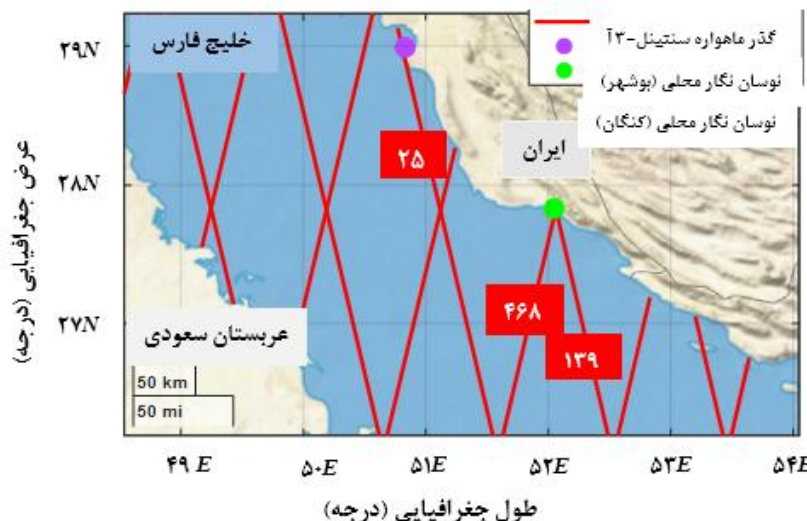 خلیج فارس
گذر ماهواره سنتینل-۳آ
نوسان نگار محلی (بوشهر)
نوسان نگار محلی (کنگان)
ایران
۲۵
۴۶۸
۱۳۹
عربستان سعودی
50 km
50 mi
۲۹N
۲۸N
۲۷N
عرض جغرافیایی (درجه)
۴۹ E
۵۰E
۵۱E
۵۲E
۵۳E
۵۴E
طول جغرافیایی (درجه)